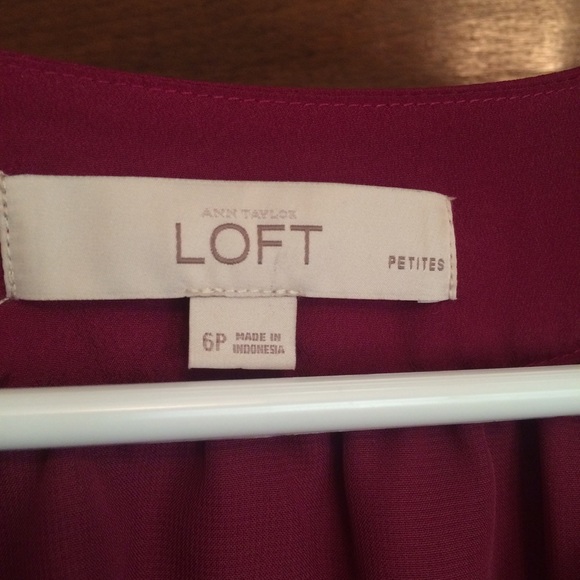 ANN TAYLOR
LOFT
PETITES
6P MADE IN
INDONESIA